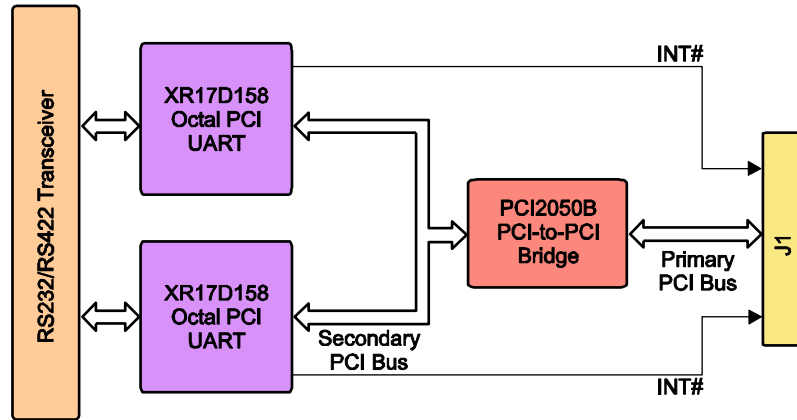 RS232/RS422 Transceiver
XR17D158
Octal PCI
UART
INT#
PCI2050B
PCI-to-PCI
Bridge
J1
Primary
PCI Bus
XR17D158
Octal PCI
UART
Secondary
PCI Bus
INT#